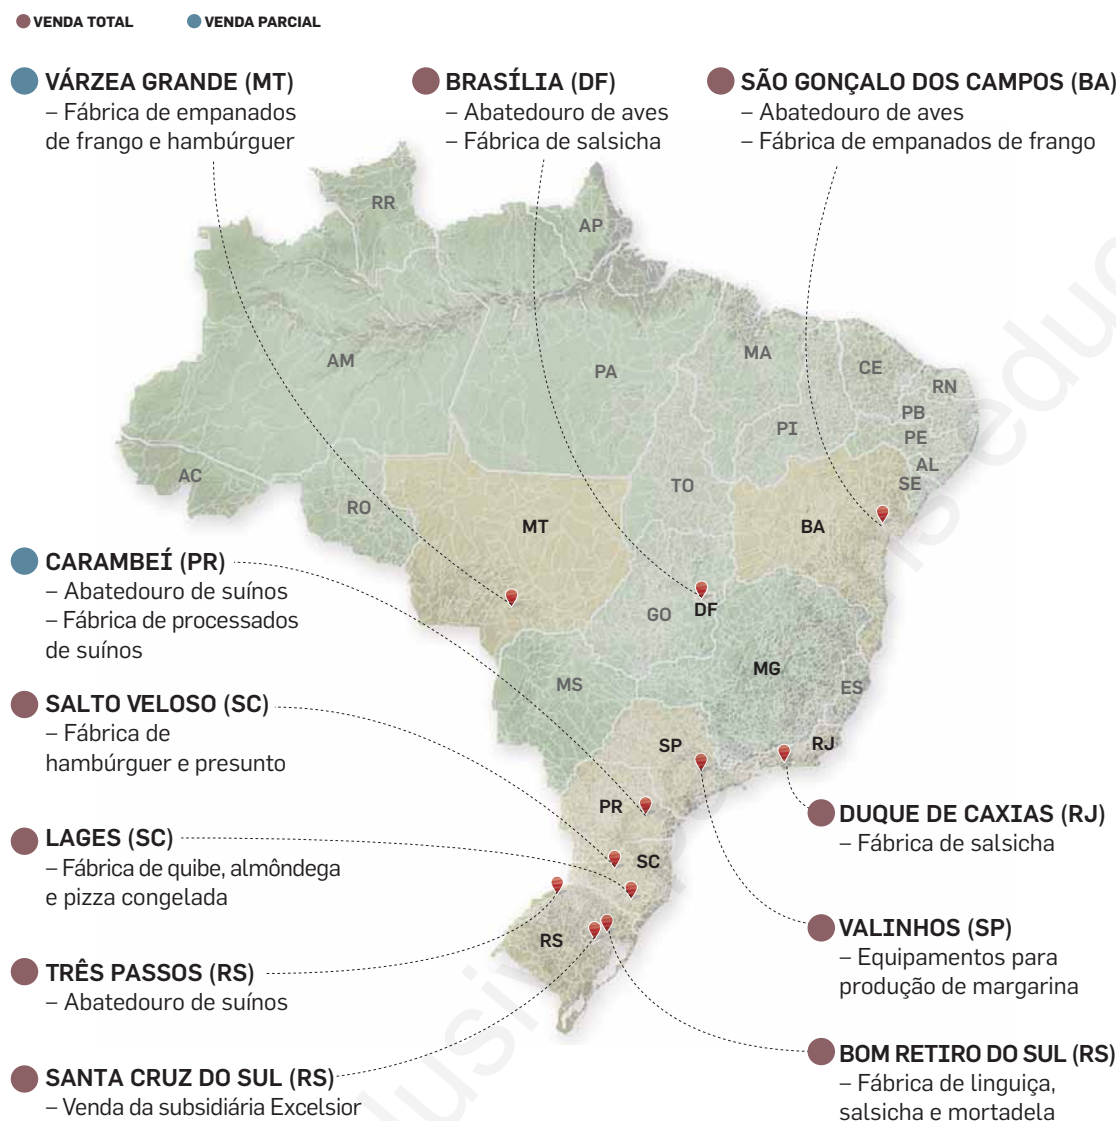 VENDA TOTAL
VENDA PARCIAL
VÁRZEA GRANDE (MT)
– Fábrica de empanados
de frango e hambúrguer
BRASÍLIA (DF)
– Abatedouro de aves
– Fábrica de salsicha
SÃO GONÇALO DOS CAMPOS (BA)
– Abatedouro de aves
– Fábrica de empanados de frango
RR
AP
AM
PA
MA
CE
RN
PB
PI
PE
AL
SE
AC
RO
TO
MT
BA
GO
DF
MG
ES
MS
SP
RJ
PR
SC
RS
CARAMBEÍ (PR)
– Abatedouro de suínos
– Fábrica de processados
de suínos
SALTO VELOSO (SC)
– Fábrica de
hambúrguer e presunto
LAGES (SC)
– Fábrica de quibe, almôndega
e pizza congelada
TRÊS PASSOS (RS)
– Abatedouro de suínos
SANTA CRUZ DO SUL (RS)
– Venda da subsidiária Excelsior
DUQUE DE CAXIAS (RJ)
– Fábrica de salsicha
VALINHOS (SP)
– Equipamentos para
produção de margarina
BOM RETIRO DO SUL (RS)
– Fábrica de linguiça,
salsicha e mortadela